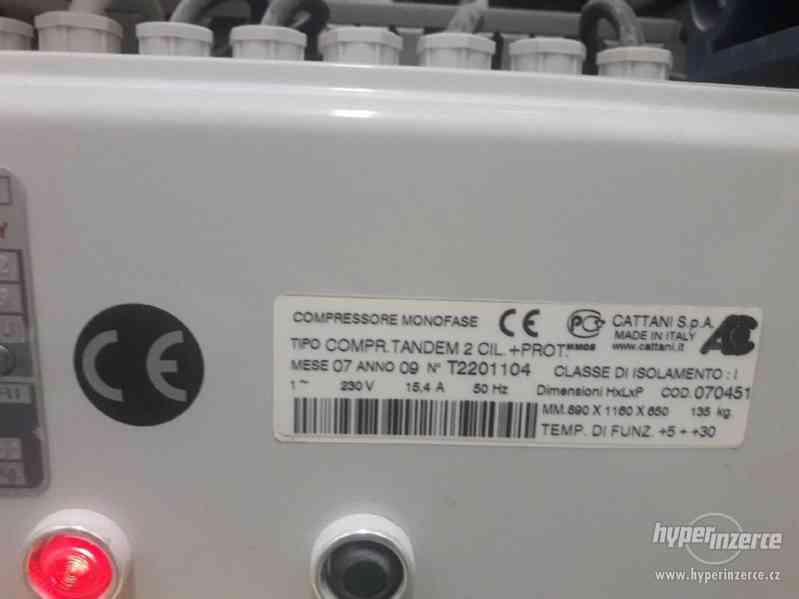 COMPRESSORE MONOFASE CE PC CATTANI S.p.A.
MADE IN ITALY
www.cattani.it
TIPO COMPR. TANDEM 2 CIL. +PROT.
MESE 07 ANNO 09 N° T2201104 CLASSE DI ISOLAMENTO : I
1~ 230 V 15,4 A 50 Hz Dimensioni HxLxP COD. 070451
MM. 890 X 1160 X 650 135 kg.
TEMP. DI FUNZ. +5 ÷ +30
CE
hyperinzerce
www.hyperinzerce.cz